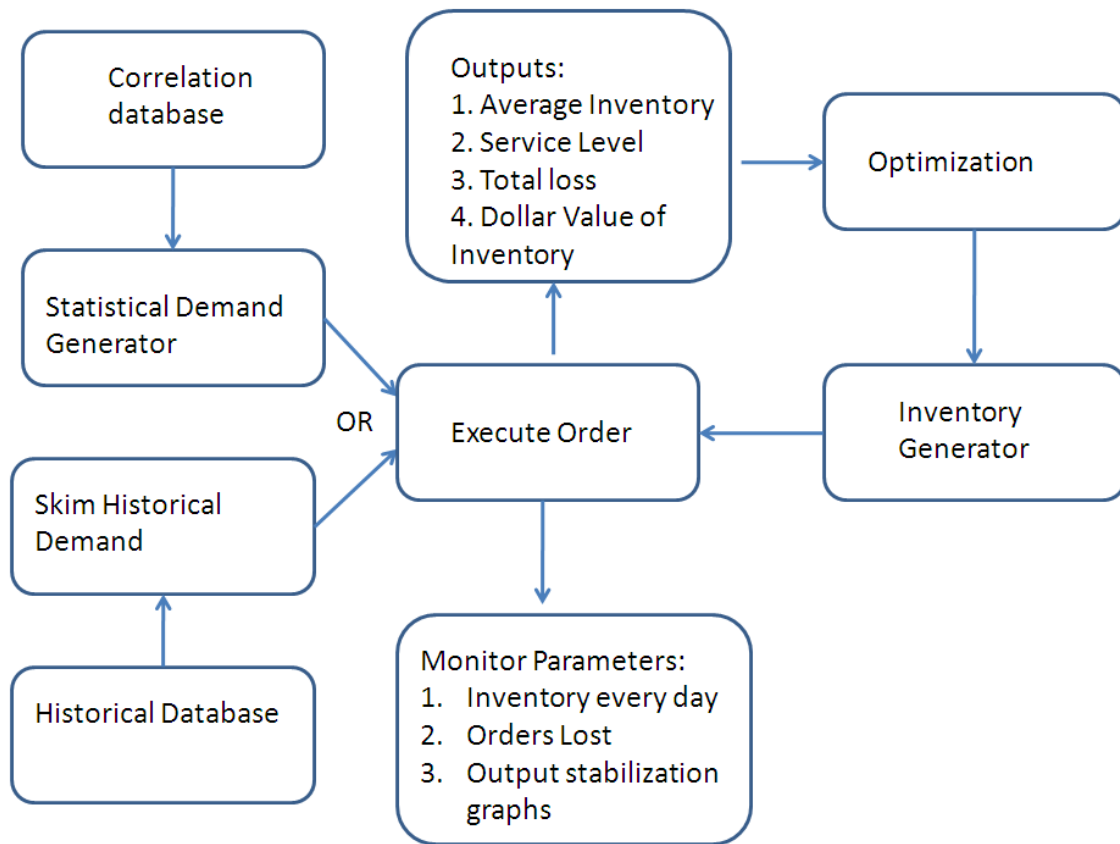 Correlation
database
Statistical Demand
Generator
OR
Skim Historical
Demand
Historical Database
Outputs:
1. Average Inventory
2. Service Level
3. Total loss
4. Dollar Value of
Inventory
Execute Order
Monitor Parameters:
1. Inventory every day
2. Orders Lost
3. Output stabilization
graphs
Optimization
Inventory
Generator